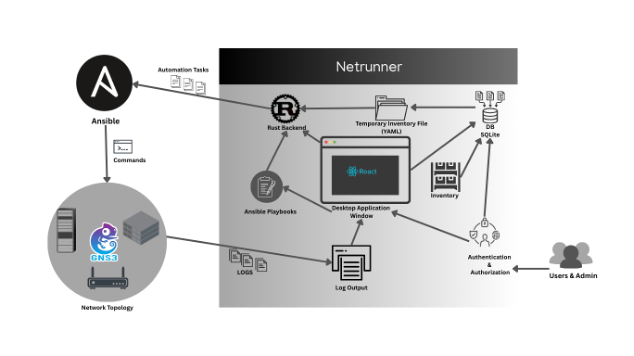 Netrunner
Automation Tasks
Ansible
Rust Backend
Temporary Inventory File
(YAML)
DB
SQLite
Commands
React
Ansible Playbooks
Desktop Application
Window
Inventory
GNS3
LOGS
Log Output
Authentication
&
Authorization
Users & Admin
Network Topology